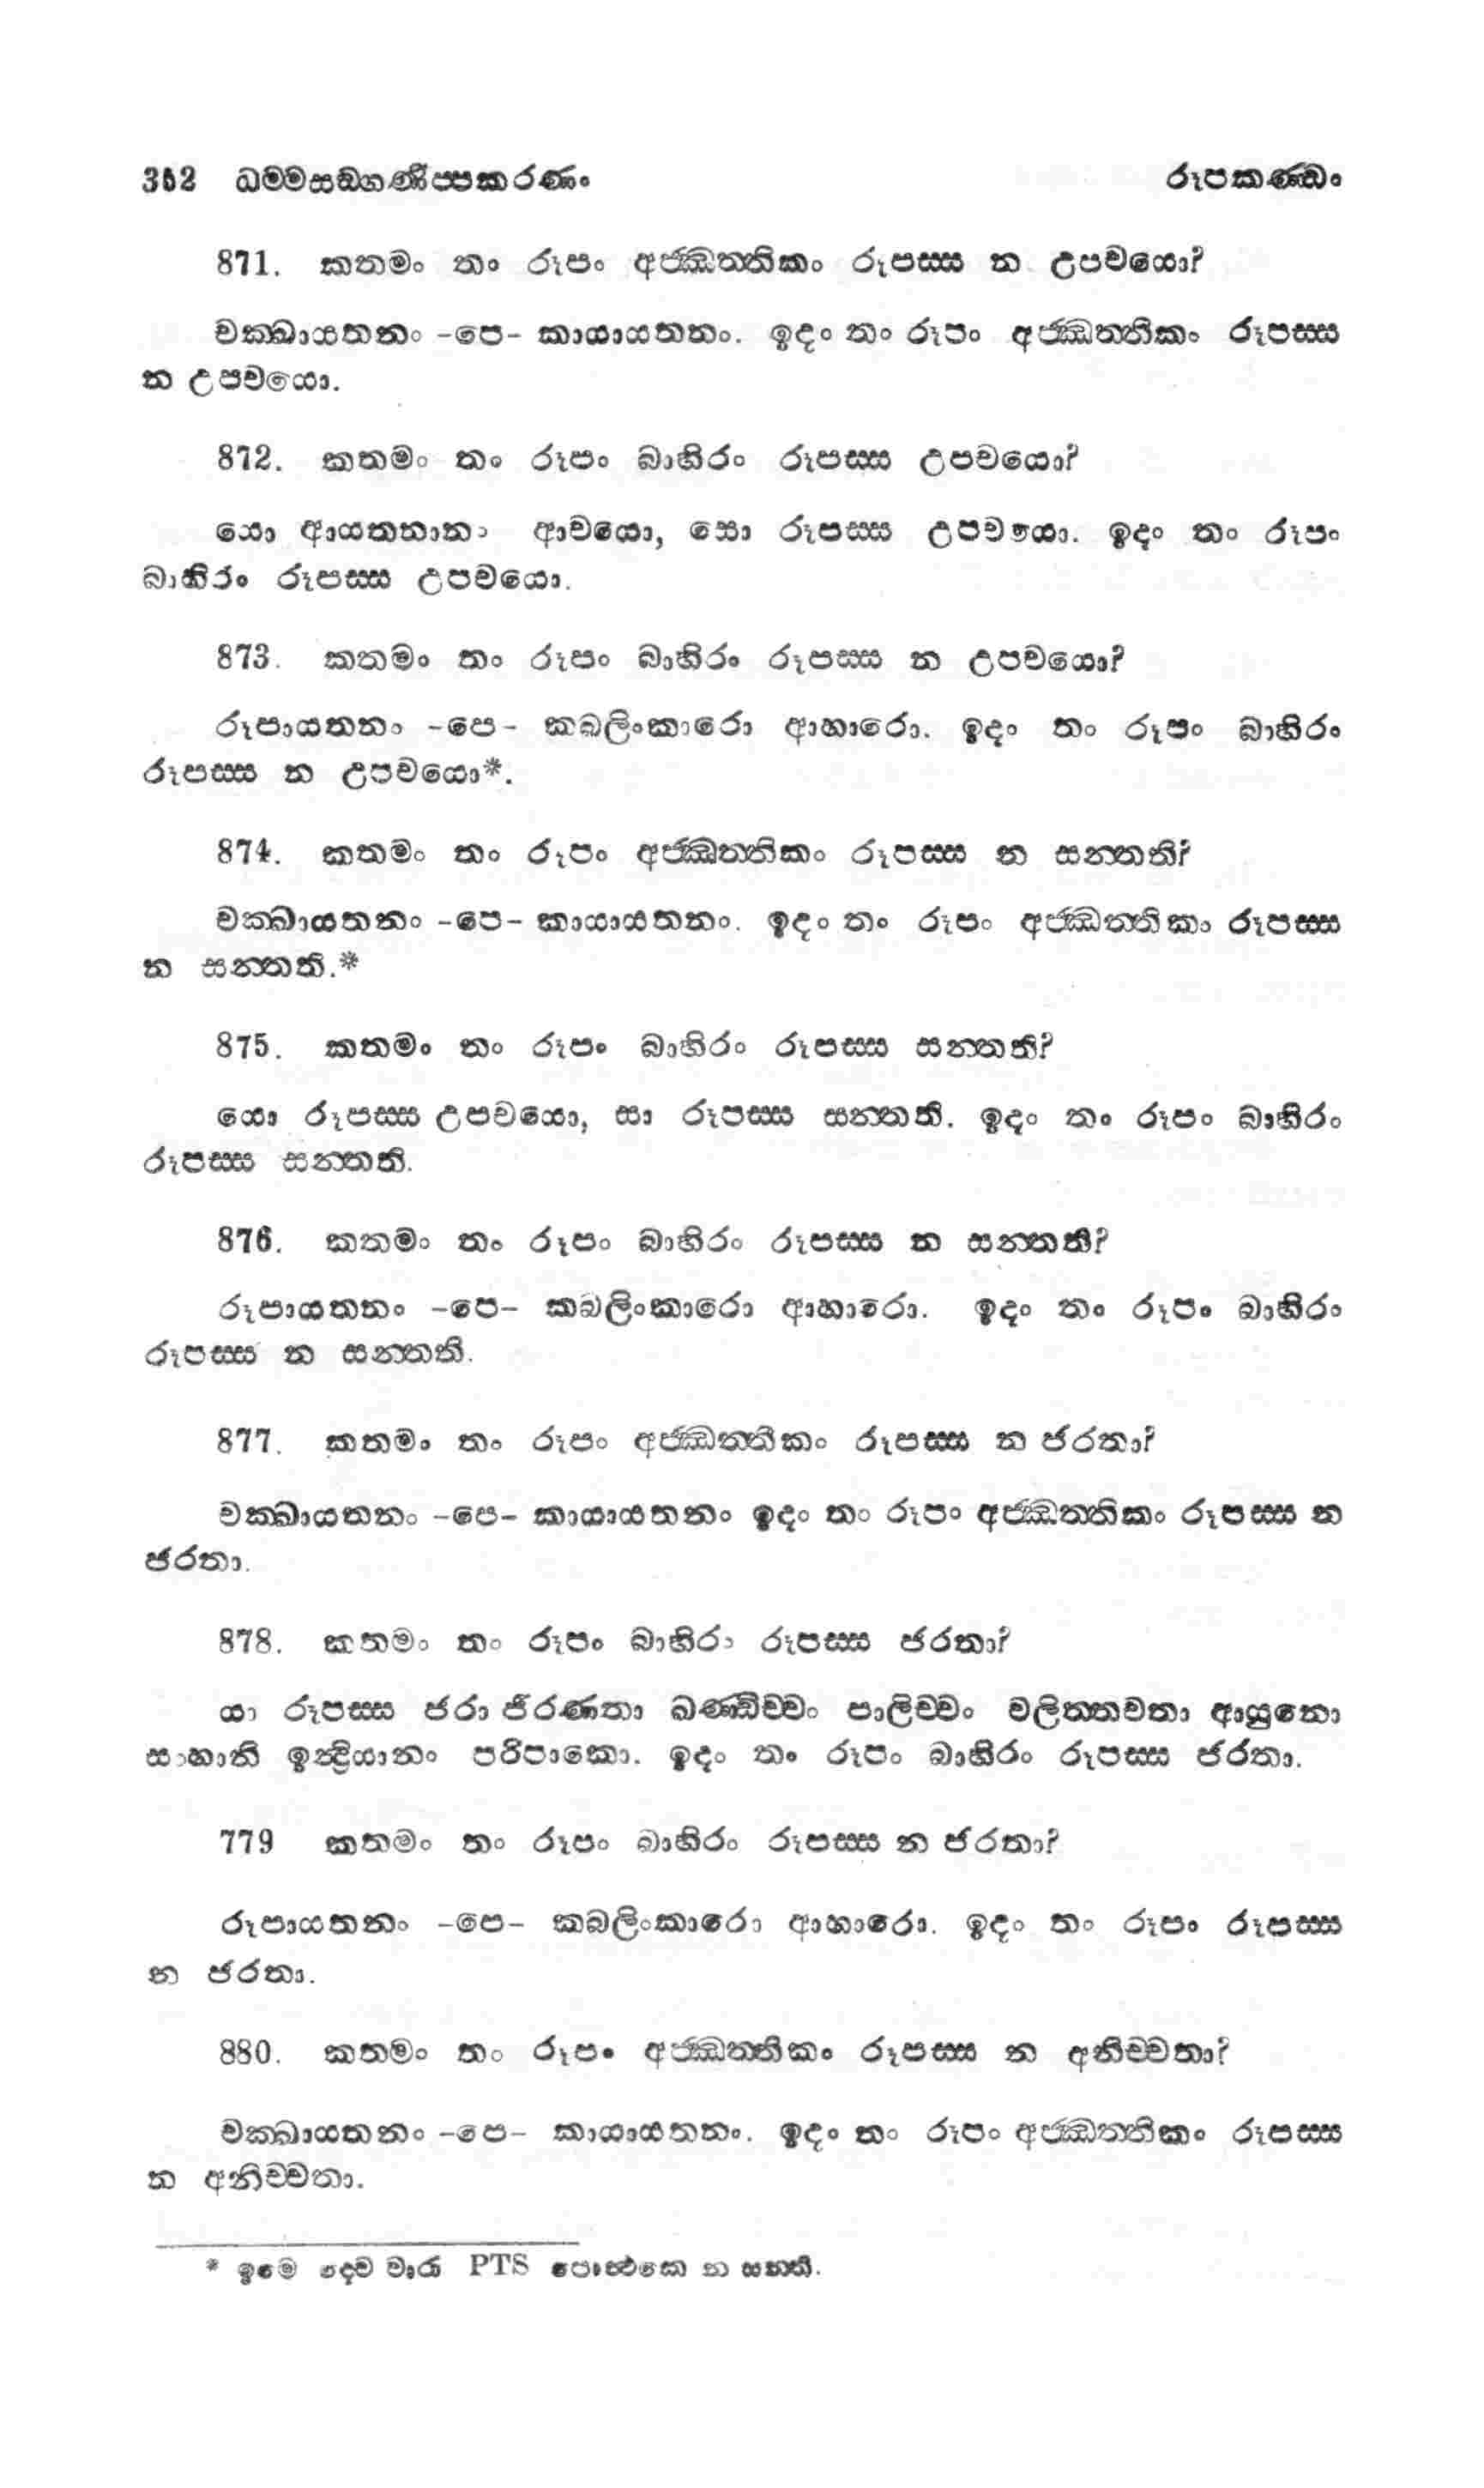 352 ධම්මසඞ්ගණිප්පකරණං රූපකණ්ඩං
871. කතමං තං රූපං අජ්ඣත්තිකං රූපස්ස න උපචයො?
චක්ඛායතනං -පෙ- කායායතනං. ඉදං තං රූපං අජ්ඣත්තිකං රූපස්ස
න උපචයො.
872. කතමං තං රූපං බාහිරං රූපස්ස උපචයො?
යො ආයතනානං ආචයො, සො රූපස්ස උපචයො. ඉදං තං රූපං
බාහිරං රූපස්ස උපචයො.
873. කතමං තං රූපං බාහිරං රූපස්ස න උපචයො?
රූපායතනං -පෙ- කබලිංකාරො ආහාරො. ඉදං තං රූපං බාහිරං
රූපස්ස න උපචයො*.
874. කතමං තං රූපං අජ්ඣත්තිකං රූපස්ස න සන්තති?
චක්ඛායතනං -පෙ- කායායතනං. ඉදං තං රූපං අජ්ඣත්තිකං රූපස්ස
න සන්තති.*
875. කතමං තං රූපං බාහිරං රූපස්ස සන්තති?
යො රූපස්ස උපචයො, සා රූපස්ස සන්තති. ඉදං තං රූපං බාහිරං
රූපස්ස සන්තති.
876. කතමං තං රූපං බාහිරං රූපස්ස න සන්තති?
රූපායතනං -පෙ- කබලිංකාරො ආහාරො. ඉදං තං රූපං බාහිරං
රූපස්ස න සන්තති.
877. කතමං තං රූපං අජ්ඣත්තිකං රූපස්ස න ජරතා?
චක්ඛායතනං -පෙ- කායායතනං ඉදං තං රූපං අජ්ඣත්තිකං රූපස්ස න
ජරතා.
878. කතමං තං රූපං බාහිරං රූපස්ස ජරතා?
යා රූපස්ස ජරා ජීරණතා ඛණ්ඩිච්චං පාලිච්චං වලිත්තචතා ආයුනො
සංහානි ඉන්ද්‍රියානං පරිපාකො. ඉදං තං රූපං බාහිරං රූපස්ස ජරතා.
779 කතමං තං රූපං බාහිරං රූපස්ස න ජරතා?
රූපායතනං -පෙ- කබලිංකාරො ආහාරො. ඉදං තං රූපං රූපස්ස
න ජරතා.
880. කතමං තං රූපං අජ්ඣත්තිකං රූපස්ස න අනිච්චතා?
චක්ඛායතනං -පෙ- කායායතනං. ඉදං තං රූපං අජ්ඣත්තිකං රූපස්ස
න අනිච්චතා.
* ඉමෙ ද්වෙ වාරා PTS පොත්ථකෙ න සන්ති.